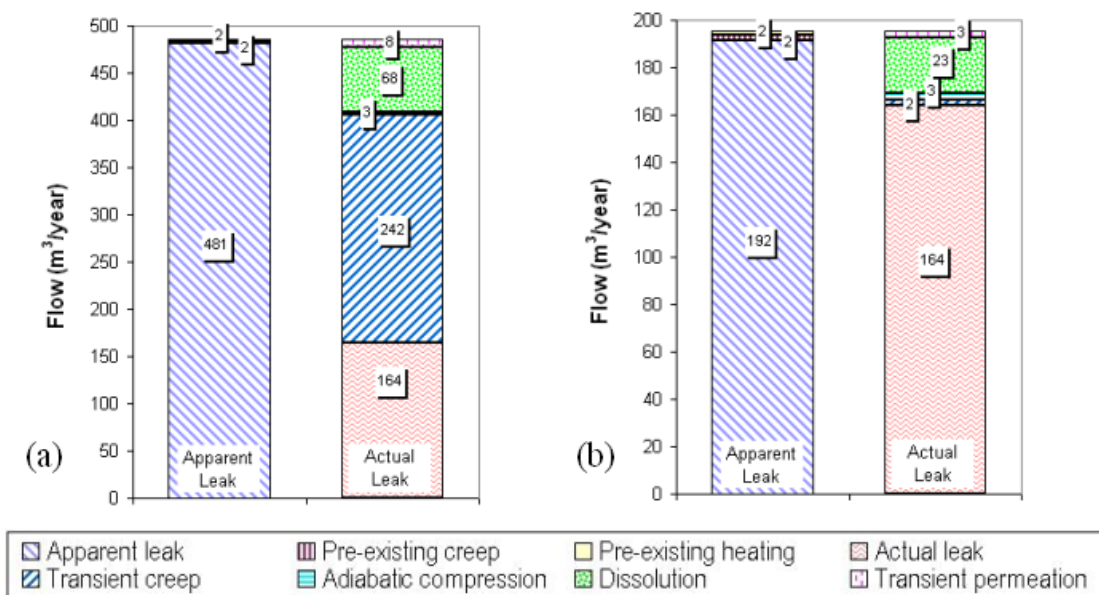 (a)
Flow (m³/year)
500
450
400
350
300
250
200
150
100
50
0
2
2
481
Apparent
Leak
8
68
3
242
164
Actual
Leak
(b)
Flow (m³/year)
200
180
160
140
120
100
80
60
40
20
0
2
2
192
Apparent
Leak
3
23
3
2
164
Actual
Leak
Apparent leak
Pre-existing creep
Pre-existing heating
Actual leak
Transient creep
Adiabatic compression
Dissolution
Transient permeation